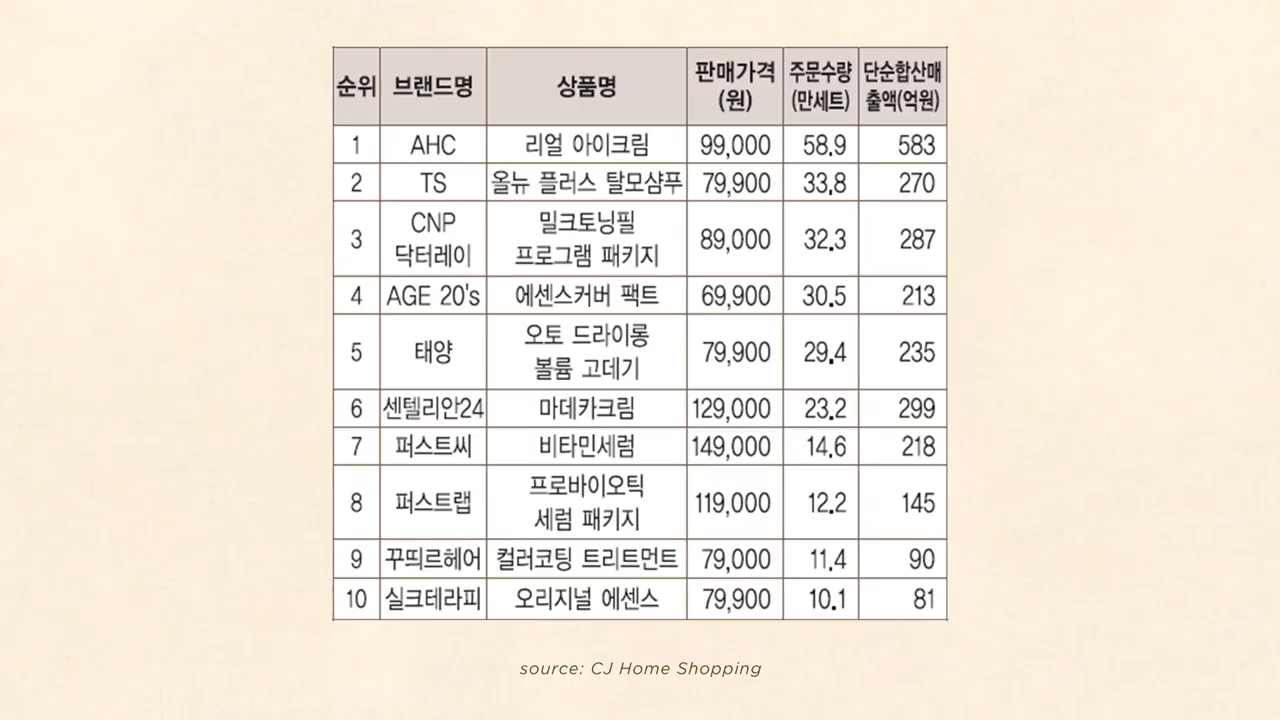 순위 브랜드명 상품명 판매가격 (원) 주문수량 (만세트) 단순합산매출액(억원)
1 AHC 리얼 아이크림 99,000 58.9 583
2 TS 올뉴 플러스 탈모샴푸 79,900 33.8 270
3 CNP 닥터레이 밀크토닝필 프로그램 패키지 89,000 32.3 287
4 AGE 20's 에센스커버 팩트 69,900 30.5 213
5 태양 오토 드라이롱 볼륨 고데기 79,900 29.4 235
6 센텔리안24 마데카크림 129,000 23.2 299
7 퍼스트씨 비타민세럼 149,000 14.6 218
8 퍼스트랩 프로바이오틱 세럼 패키지 119,000 12.2 145
9 꾸띄르헤어 컬러코팅 트리트먼트 79,000 11.4 90
10 실크테라피 오리지널 에센스 79,900 10.1 81
source: CJ Home Shopping